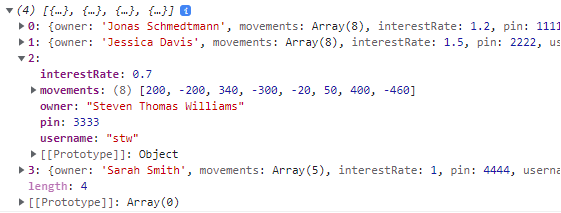 (4) [{…}, {…}, {…}, {…}] i
0: {owner: 'Jonas Schmedtmann', movements: Array(8), interestRate: 1.2, pin: 1111
1: {owner: 'Jessica Davis', movements: Array(8), interestRate: 1.5, pin: 2222, us
2:
interestRate: 0.7
movements: (8) [200, -200, 340, -300, -20, 50, 400, -460]
owner: "Steven Thomas Williams"
pin: 3333
username: "stw"
[[Prototype]]: Object
3: {owner: 'Sarah Smith', movements: Array(5), interestRate: 1, pin: 4444, userna
length: 4
[[Prototype]]: Array(0)